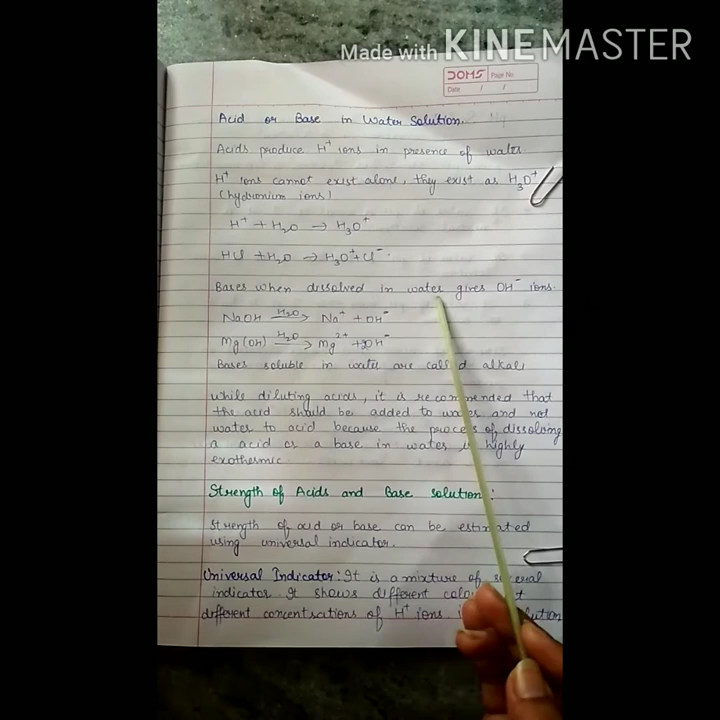 Made with KINEMASTER
DOMS Page No.
Date / /
Acid or Base in Water Solution.
Acids produce H⁺ ions in presence of water
H⁺ ions cannot exist alone, they exist as H₃O⁺
(hydronium ions)
H⁺ + H₂O → H₃O⁺
HCl + H₂O → H₃O⁺ + Cl⁻.
Bases when dissolved in water gives OH⁻ ions.
NaOH —H₂O→ Na⁺ + OH⁻
Mg(OH) —H₂O→ Mg²⁺ + 2OH⁻
Bases soluble in water are called alkali
while diluting acids, it is recommended that
the acid should be added to water and not
water to acid because the process of dissolving
a acid or a base in water is highly
exothermic.
Strength of Acids and Base solution :
Strength of acid or base can be estimated
using universal indicator.
Universal Indicator : It is a mixture of several
indicator. It shows different
different concentrations of H⁺ ions